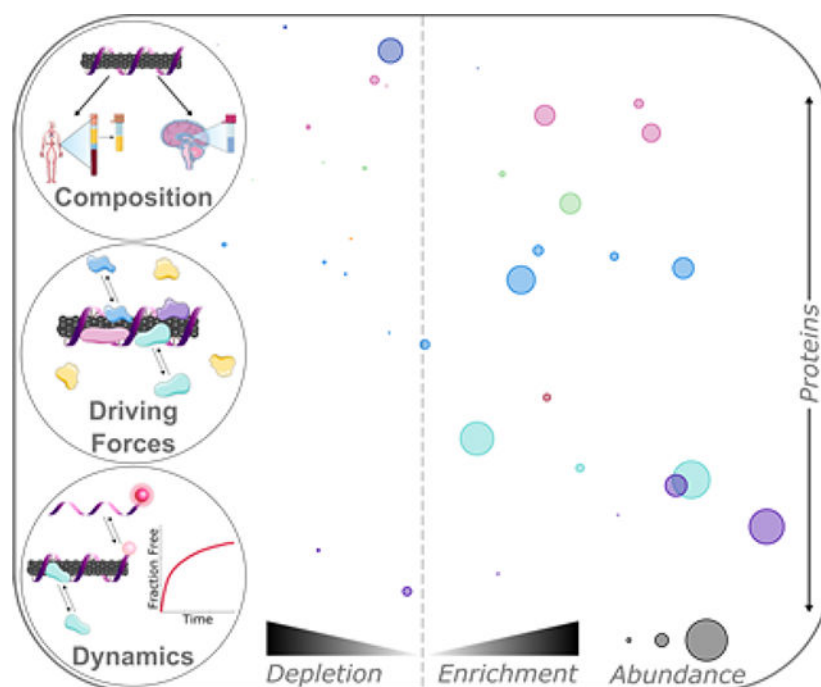 Composition
Driving
Forces
Fraction Free
Time
Dynamics
Depletion
Enrichment
Abundance
Proteins